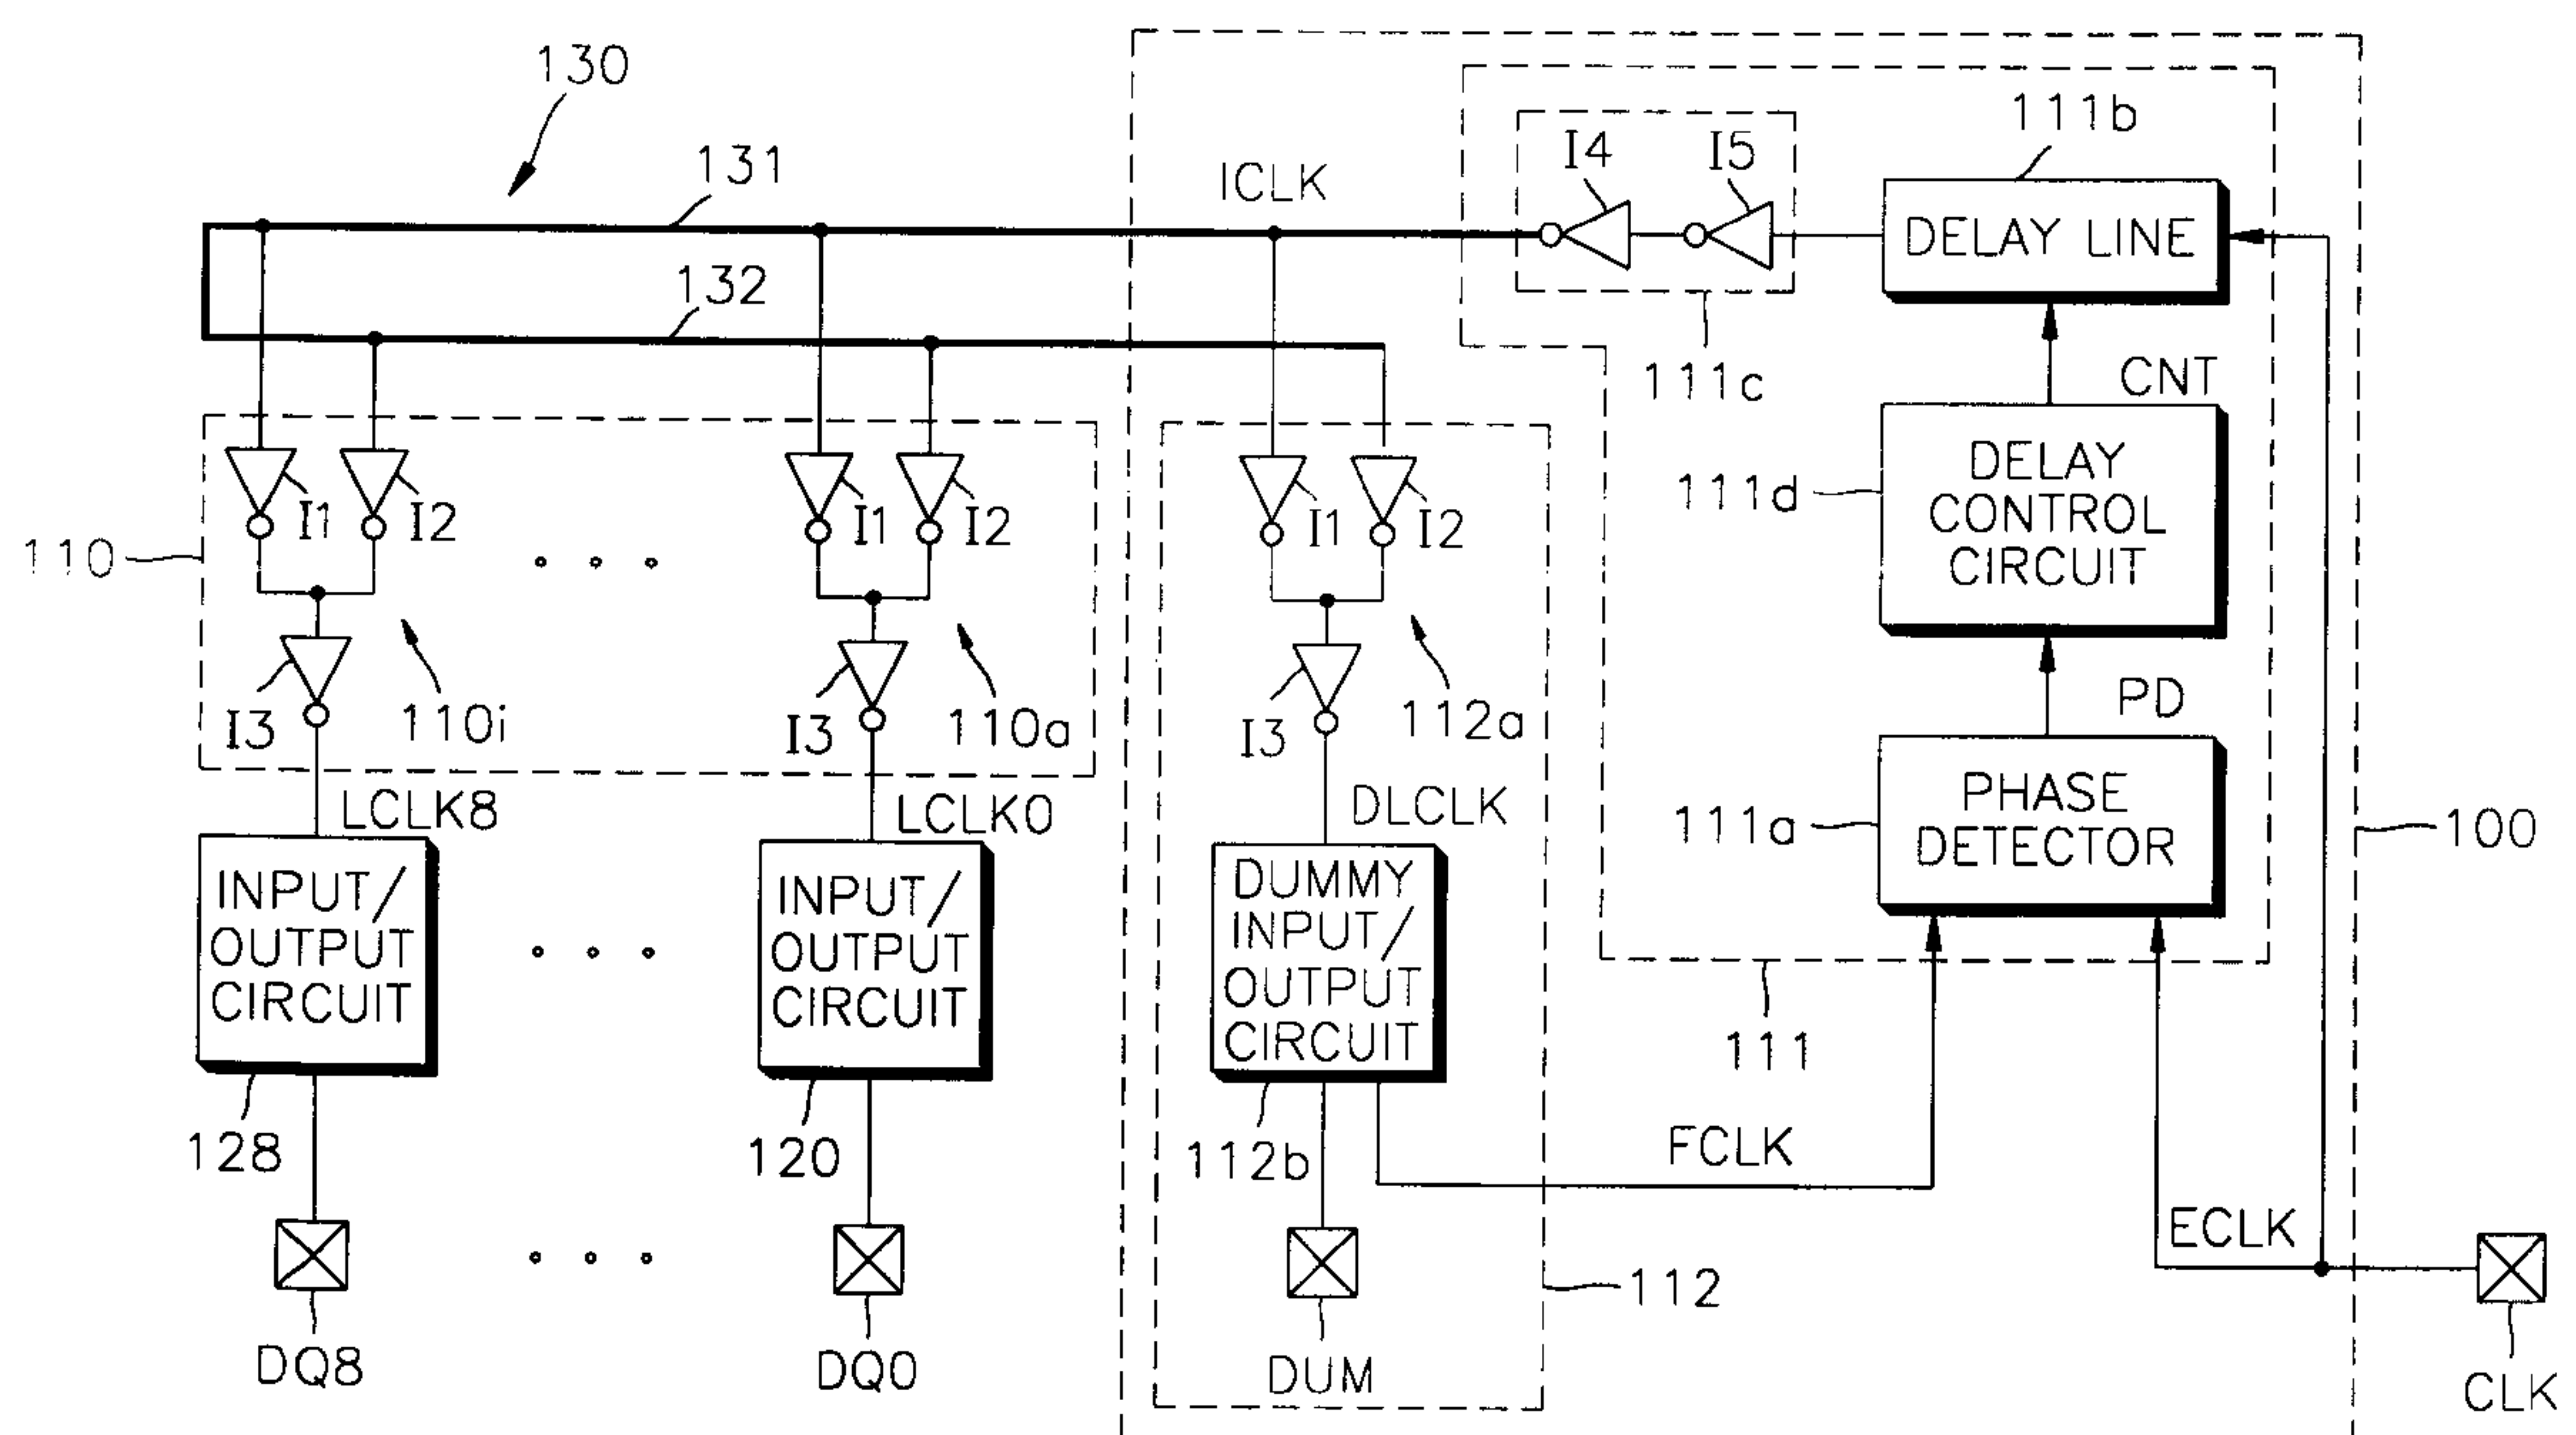 130
131
132
ICLK
I4
I5
111b
DELAY LINE
111c
CNT
111d
DELAY
CONTROL
CIRCUIT
110
I1
I2
I1
I2
I1
I2
I3
110i
I3
110a
I3
112a
PD
LCLK8
LCLK0
DLCLK
111a
PHASE
DETECTOR
100
INPUT/
OUTPUT
CIRCUIT
INPUT/
OUTPUT
CIRCUIT
DUMMY
INPUT/
OUTPUT
CIRCUIT
111
128
120
112b
FCLK
ECLK
112
DQ8
DQ0
DUM
CLK